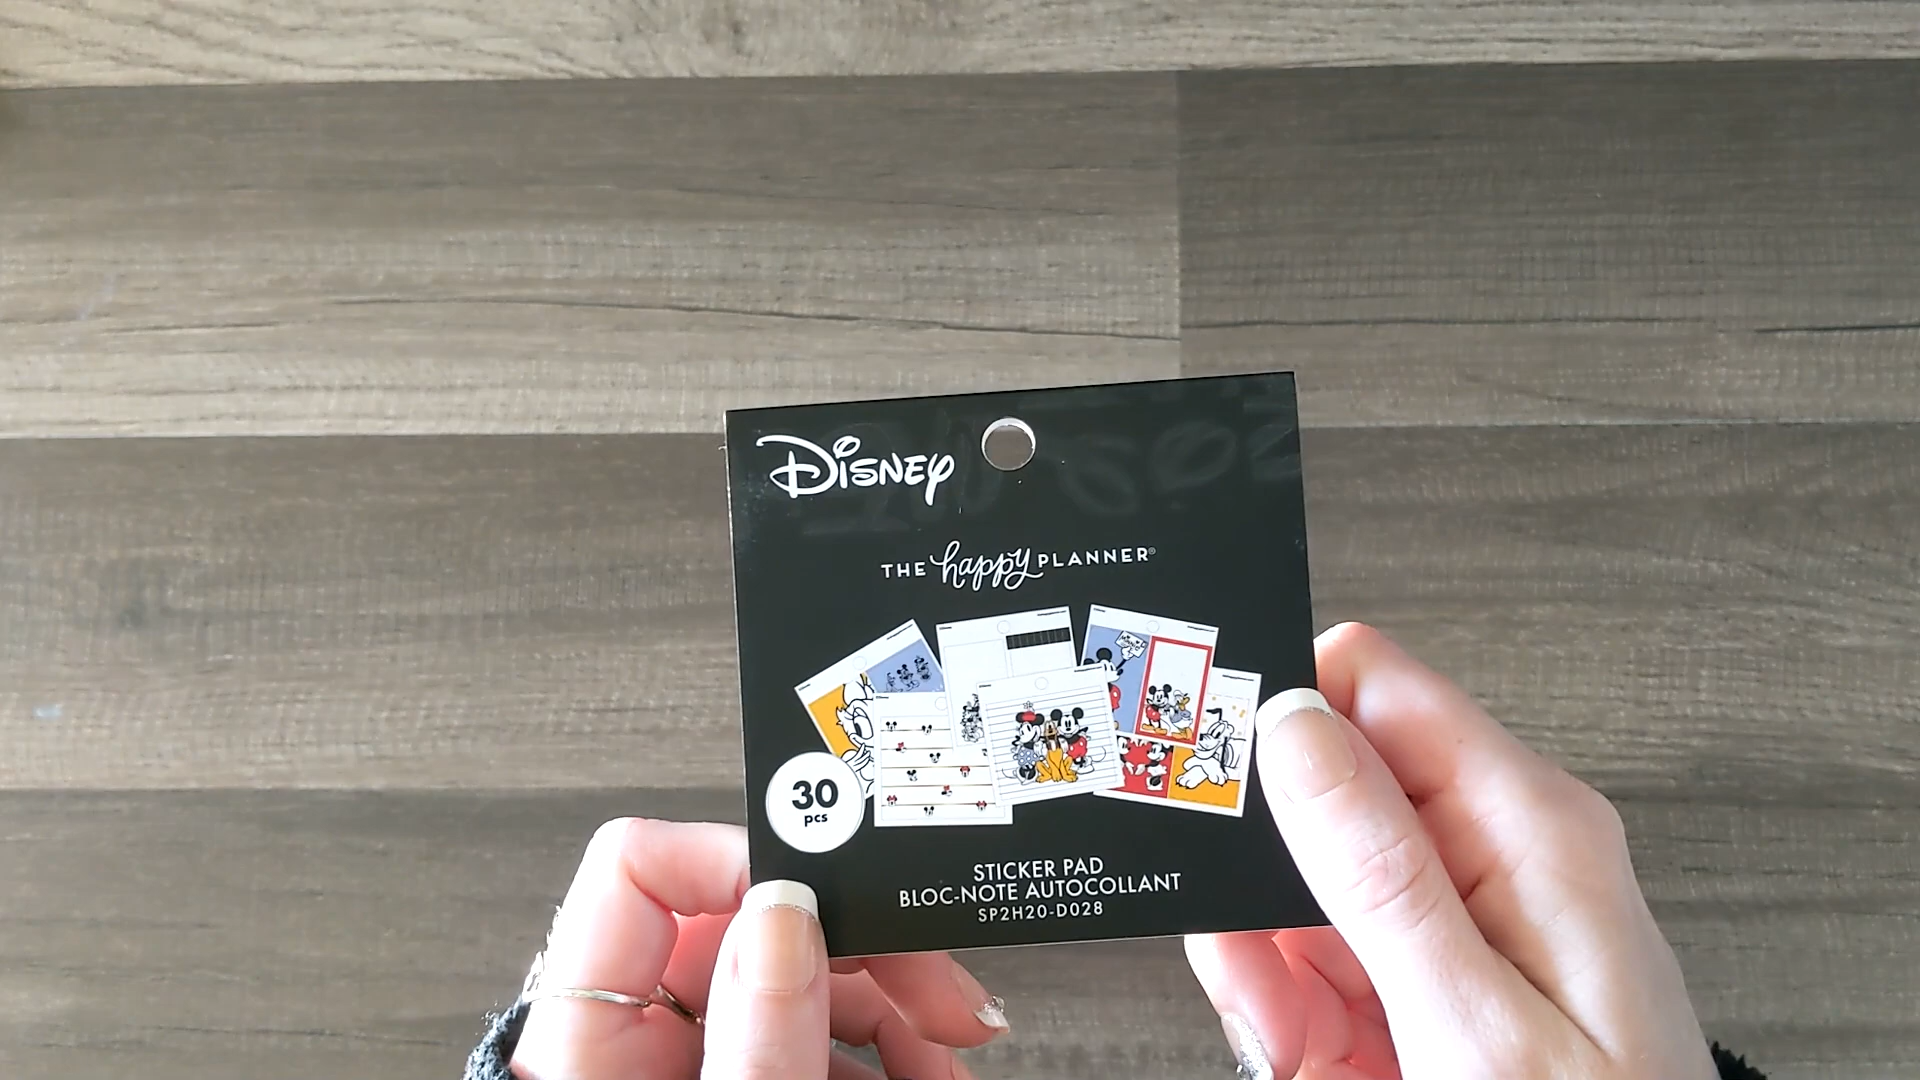 Disney
THE happy PLANNER®
30
pcs
STICKER PAD
BLOC-NOTE AUTOCOLLANT
SP2H20-D028